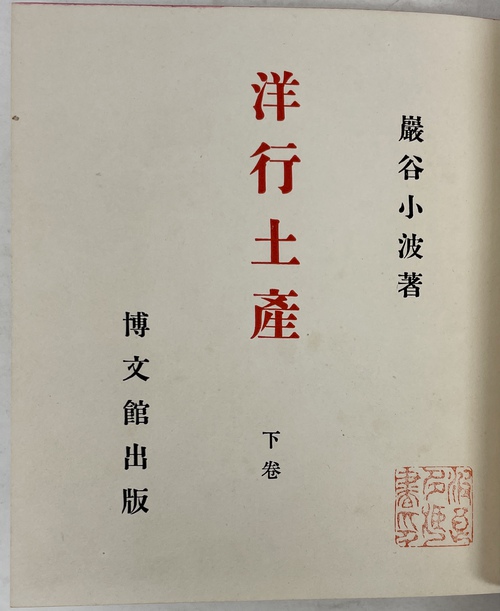 巖谷小波著
洋行土產
下卷
博文館出版